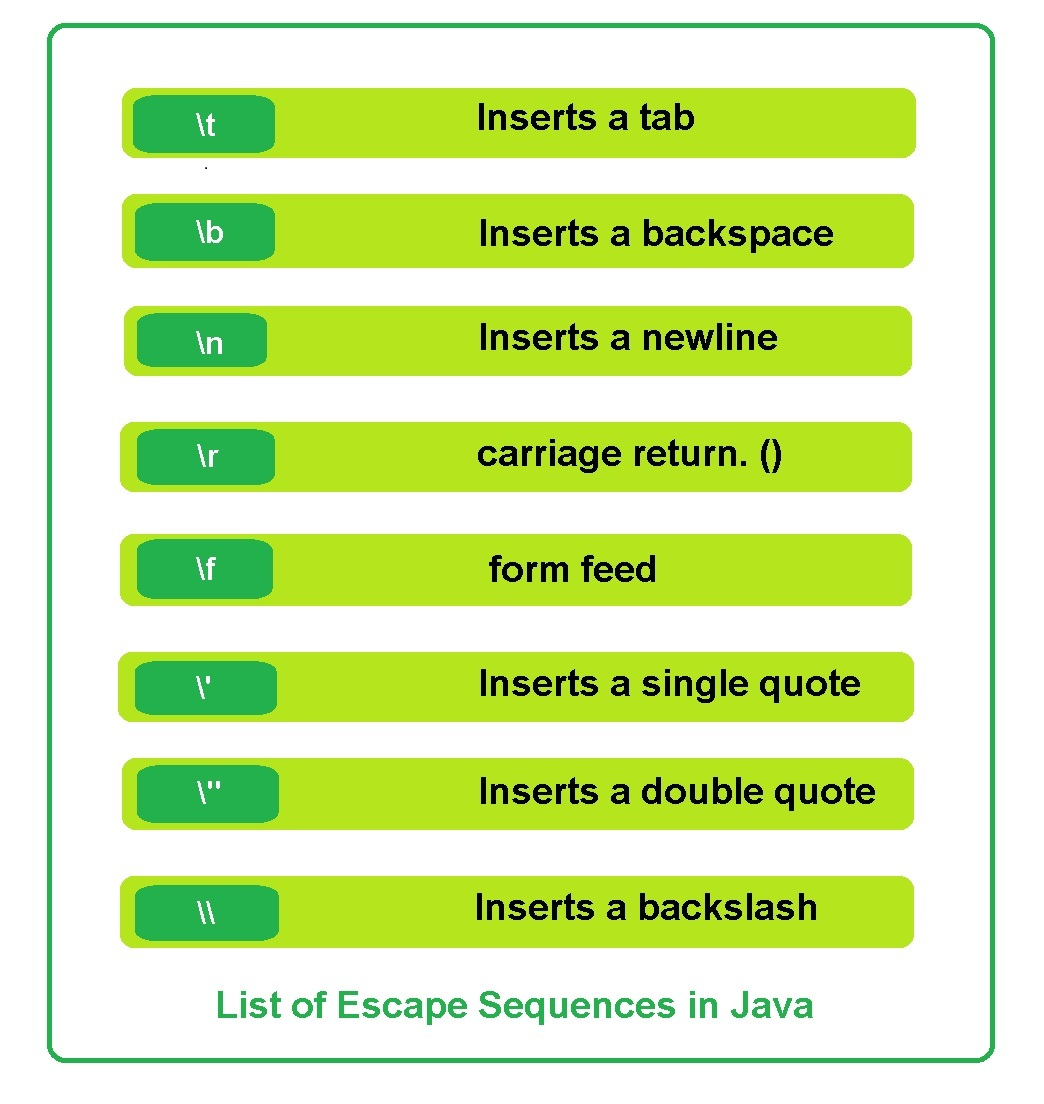 \t Inserts a tab
\b Inserts a backspace
\n Inserts a newline
\r carriage return. ()
\f form feed
\' Inserts a single quote
\" Inserts a double quote
\\ Inserts a backslash
List of Escape Sequences in Java